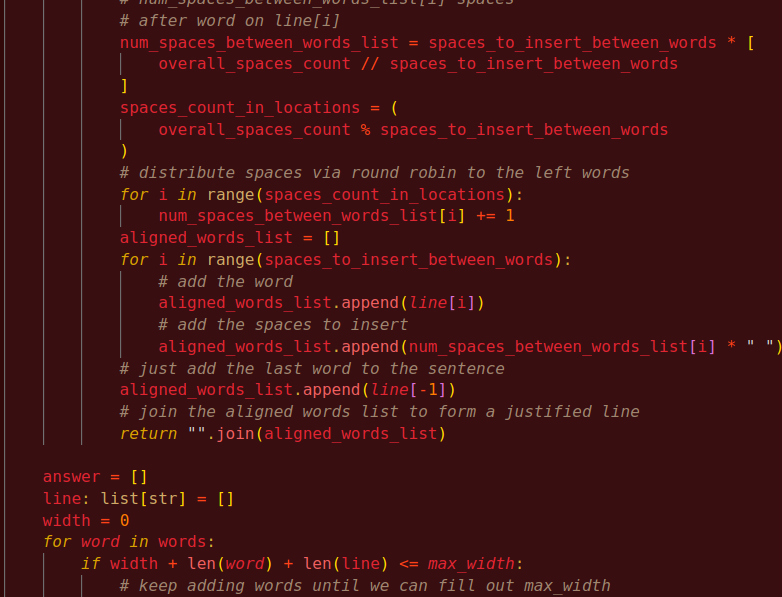 # num_spaces_between_words_list[i] spaces
# after word on line[i]
num_spaces_between_words_list = spaces_to_insert_between_words * [
overall_spaces_count // spaces_to_insert_between_words
]
spaces_count_in_locations = (
overall_spaces_count % spaces_to_insert_between_words
)
# distribute spaces via round robin to the left words
for i in range(spaces_count_in_locations):
num_spaces_between_words_list[i] += 1
aligned_words_list = []
for i in range(spaces_to_insert_between_words):
# add the word
aligned_words_list.append(line[i])
# add the spaces to insert
aligned_words_list.append(num_spaces_between_words_list[i] * " ")
# just add the last word to the sentence
aligned_words_list.append(line[-1])
# join the aligned words list to form a justified line
return "".join(aligned_words_list)
answer = []
line: list[str] = []
width = 0
for word in words:
if width + len(word) + len(line) <= max_width:
# keep adding words until we can fill out max_width